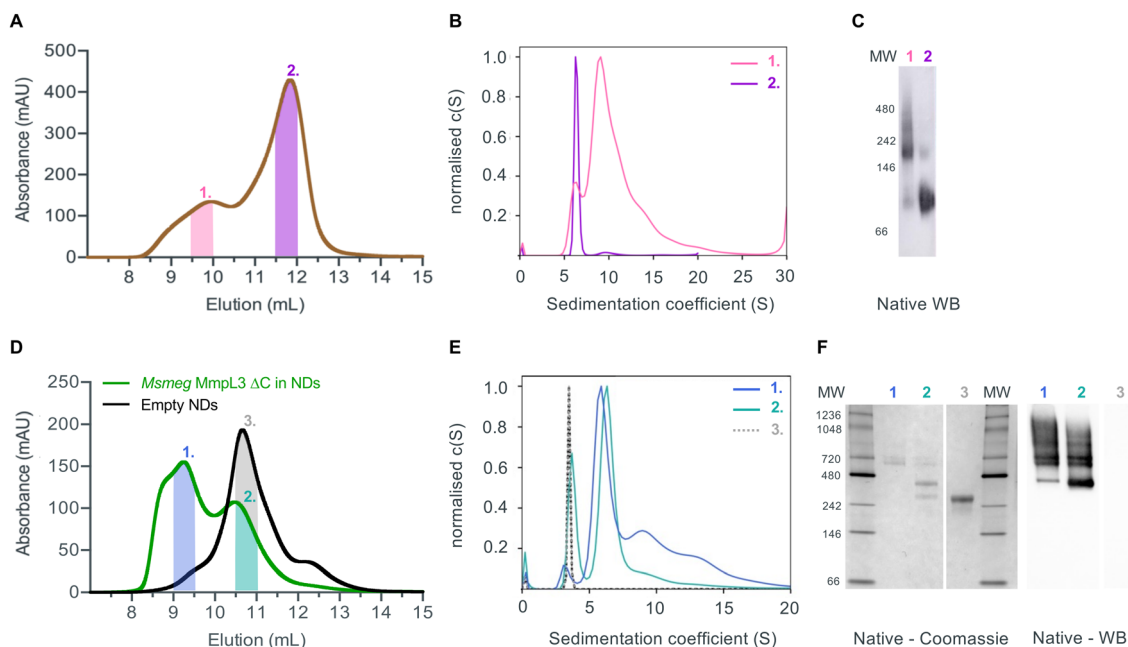 A
Absorbance (mAU)
500
400
300
200
100
0
1.
2.
8 9 10 11 12 13 14 15
Elution (mL)
B
normalised c(S)
1.0
0.8
0.6
0.4
0.2
1.
2.
0 5 10 15 20 25 30
Sedimentation coefficient (S)
C
MW 1 2
480
242
146
66
Native WB
D
Absorbance (mAU)
250
200
150
100
50
0
Msmeg MmpL3 ΔC in NDs
Empty NDs
1.
2.
3.
8 9 10 11 12 13 14 15
Elution (mL)
E
normalised c(S)
1.0
0.8
0.6
0.4
0.2
1.
2.
3.
0 5 10 15 20
Sedimentation coefficient (S)
F
MW 1 2 3 MW 1 2 3
1236
1048
720
480
242
146
66
Native - Coomassie
Native - WB